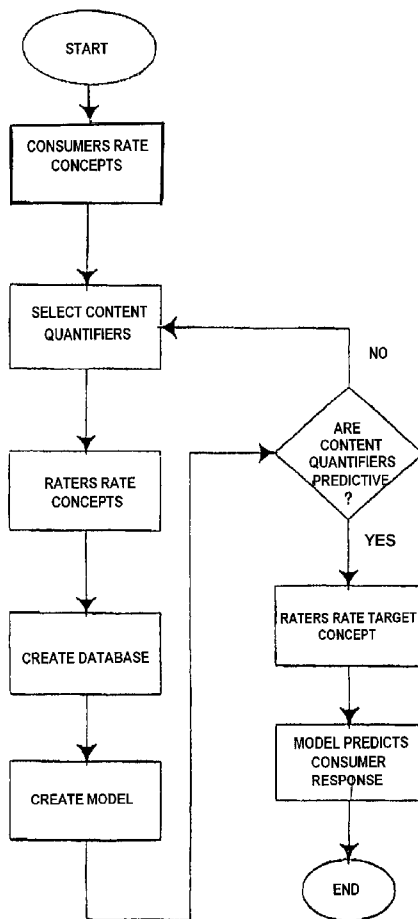 START
CONSUMERS RATE
CONCEPTS
SELECT CONTENT
QUANTIFIERS
RATERS RATE
CONCEPTS
CREATE DATABASE
CREATE MODEL
NO
ARE
CONTENT
QUANTIFIERS
PREDICTIVE
?
YES
RATERS RATE TARGET
CONCEPT
MODEL PREDICTS
CONSUMER
RESPONSE
END